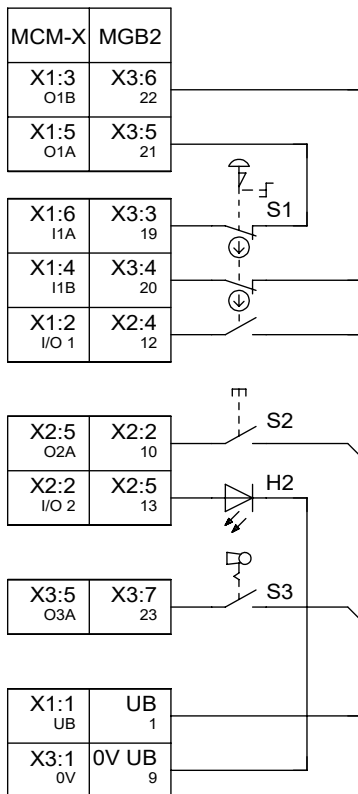 MCM-X MGB2
X1:3 X3:6
O1B 22
X1:5 X3:5
O1A 21
S1
X1:6 X3:3
I1A 19
X1:4 X3:4
I1B 20
X1:2 X2:4
I/O 1 12
X2:5 X2:2 S2
O2A 10
X2:2 X2:5 H2
I/O 2 13
X3:5 X3:7 S3
O3A 23
X1:1 UB
UB 1
X3:1 0V UB
0V 9